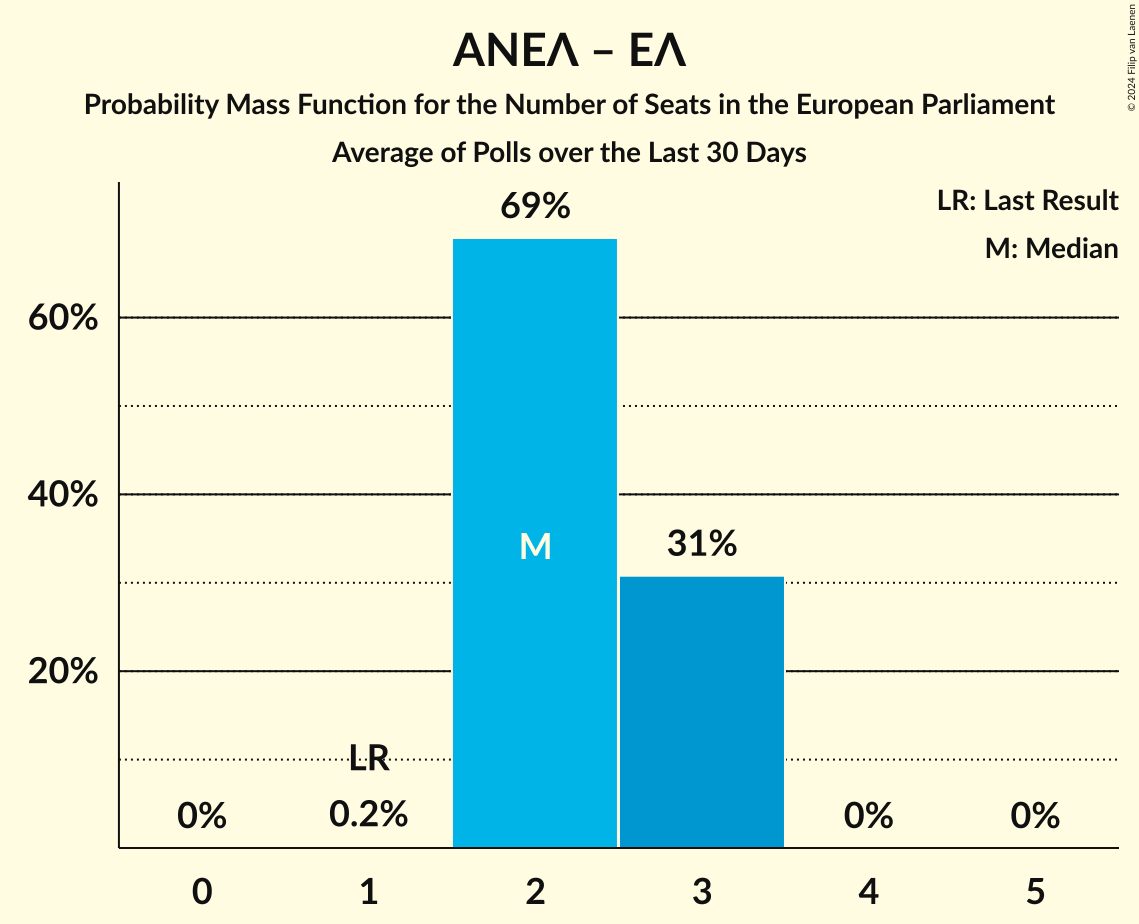 ΑΝΕΛ – ΕΛ
Probability Mass Function for the Number of Seats in the European Parliament
Average of Polls over the Last 30 Days
© 2024 Filip van Laenen
LR: Last Result
M: Median
69%
60%
40%
M
31%
20%
LR
0%
0.2%
0%
0%
0 1 2 3 4 5